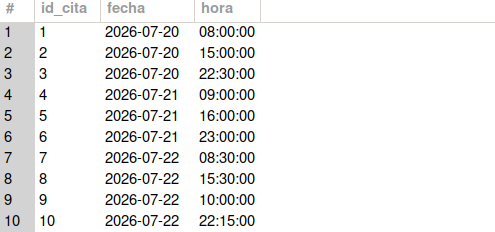 # id_cita fecha hora
1 1 2026-07-20 08:00:00
2 2 2026-07-20 15:00:00
3 3 2026-07-20 22:30:00
4 4 2026-07-21 09:00:00
5 5 2026-07-21 16:00:00
6 6 2026-07-21 23:00:00
7 7 2026-07-22 08:30:00
8 8 2026-07-22 15:30:00
9 9 2026-07-22 10:00:00
10 10 2026-07-22 22:15:00